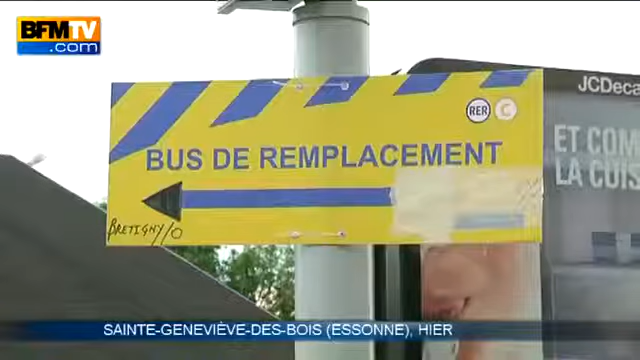 BFMTV
.com
RER C
JCDeca
BUS DE REMPLACEMENT
ET COM
LA CUIS
BRETIGNY/O
SAINTE-GENEVIÈVE-DES-BOIS (ESSONNE), HIER